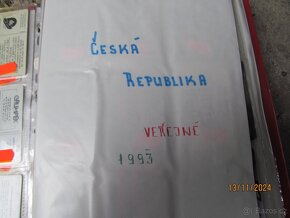 ČESKÁ
REPUBLIKA
VEŘEJNÉ
1993
13/11/2024